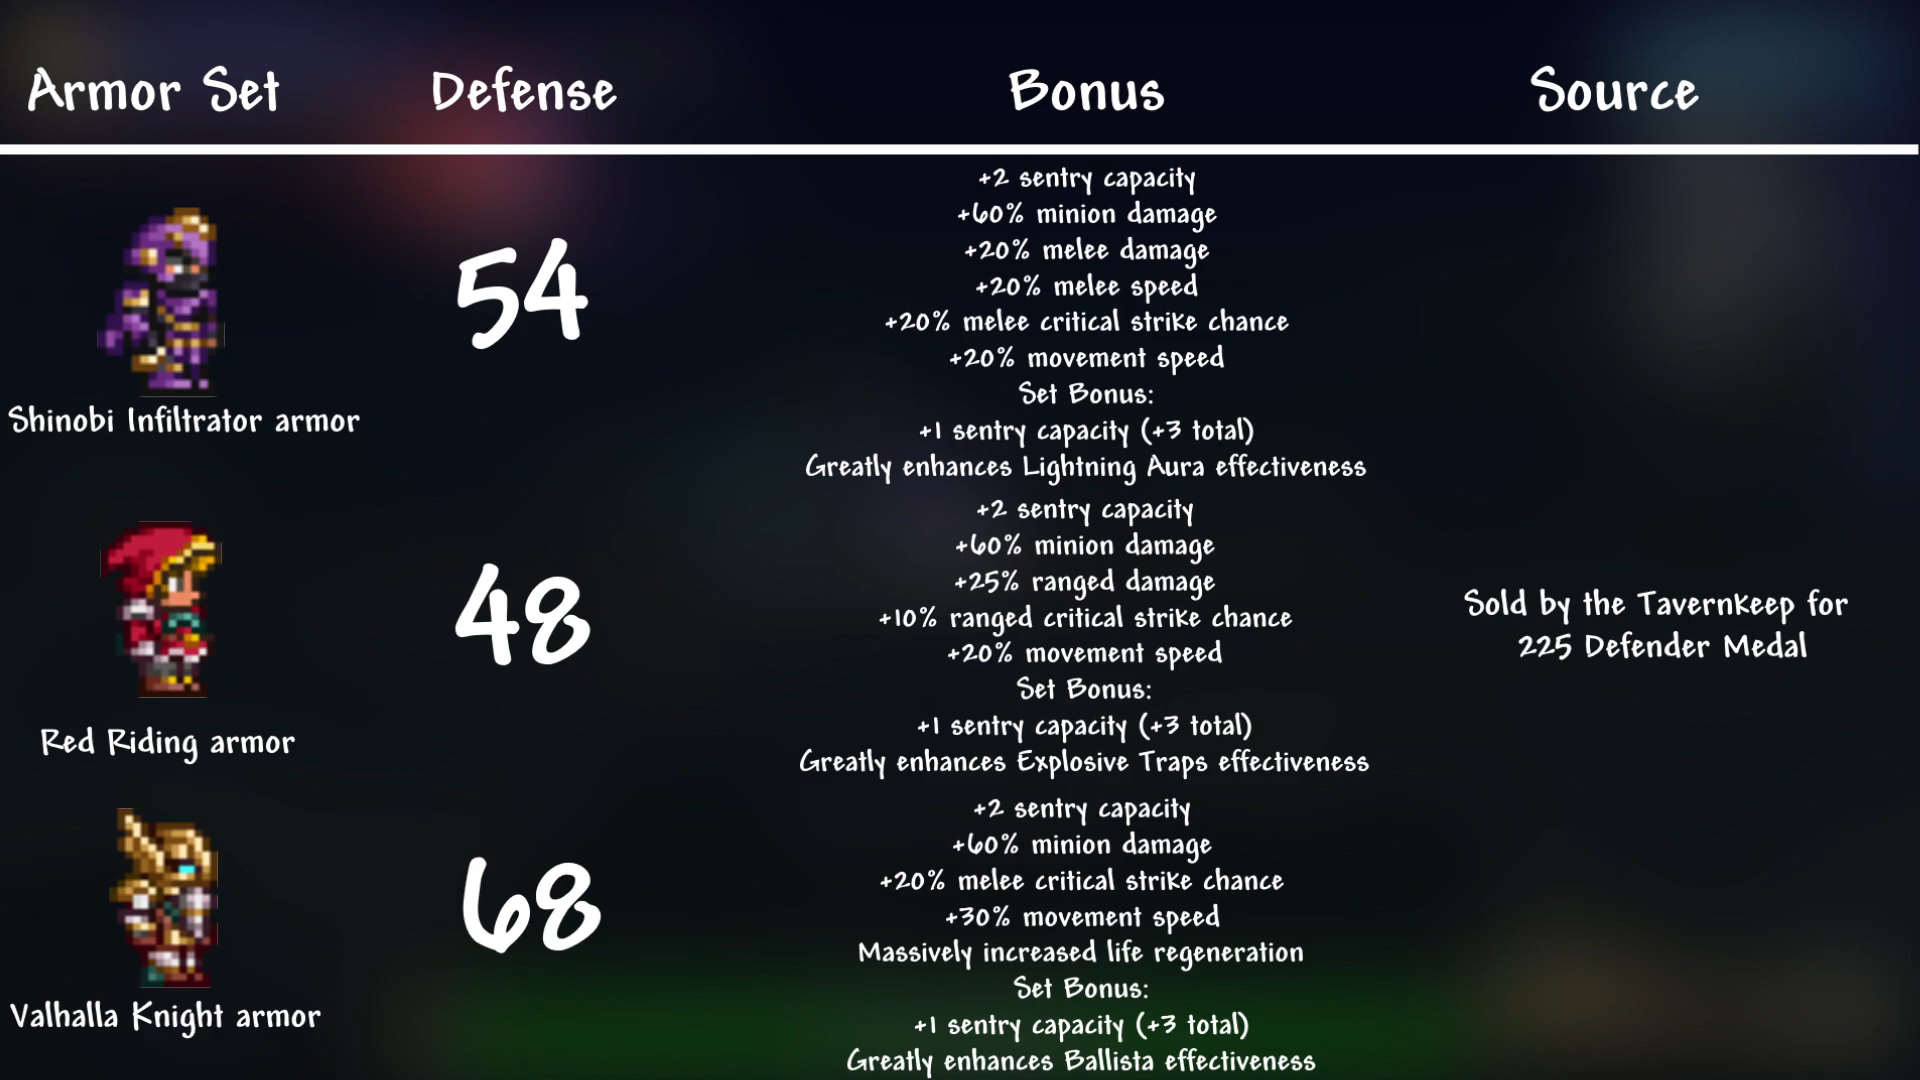 Armor Set Defense Bonus Source
+2 sentry capacity
+60% minion damage
+20% melee damage
+20% melee speed
+20% melee critical strike chance
+20% movement speed
Set Bonus:
+1 sentry capacity (+3 total)
Greatly enhances Lightning Aura effectiveness
54
Shinobi Infiltrator armor
+2 sentry capacity
+60% minion damage
+25% ranged damage
+10% ranged critical strike chance
+20% movement speed
Set Bonus:
+1 sentry capacity (+3 total)
Greatly enhances Explosive Traps effectiveness
48
Red Riding armor
Sold by the Tavernkeep for
225 Defender Medal
+2 sentry capacity
+60% minion damage
+20% melee critical strike chance
+30% movement speed
Massively increased life regeneration
Set Bonus:
+1 sentry capacity (+3 total)
Greatly enhances Ballista effectiveness
68
Valhalla Knight armor